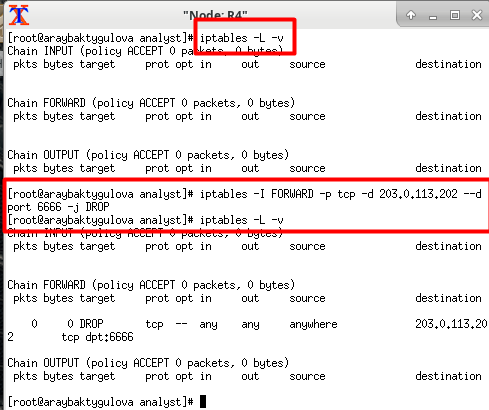 "Node: R4"
[root@araybaktygulova analyst]# iptables -L -v
Chain INPUT (policy ACCEPT 0 packets, 0 bytes)
pkts bytes target prot opt in out source destination
Chain FORWARD (policy ACCEPT 0 packets, 0 bytes)
pkts bytes target prot opt in out source destination
Chain OUTPUT (policy ACCEPT 0 packets, 0 bytes)
pkts bytes target prot opt in out source destination
[root@araybaktygulova analyst]# iptables -I FORWARD -p tcp -d 203.0.113.202 --d
port 6666 -j DROP
[root@araybaktygulova analyst]# iptables -L -v
Chain INPUT (policy ACCEPT 0 packets, 0 bytes)
pkts bytes target prot opt in out source destination
Chain FORWARD (policy ACCEPT 0 packets, 0 bytes)
pkts bytes target prot opt in out source destination
0 0 DROP tcp -- any any anywhere 203.0.113.20
2 tcp dpt:6666
Chain OUTPUT (policy ACCEPT 0 packets, 0 bytes)
pkts bytes target prot opt in out source destination
[root@araybaktygulova analyst]#